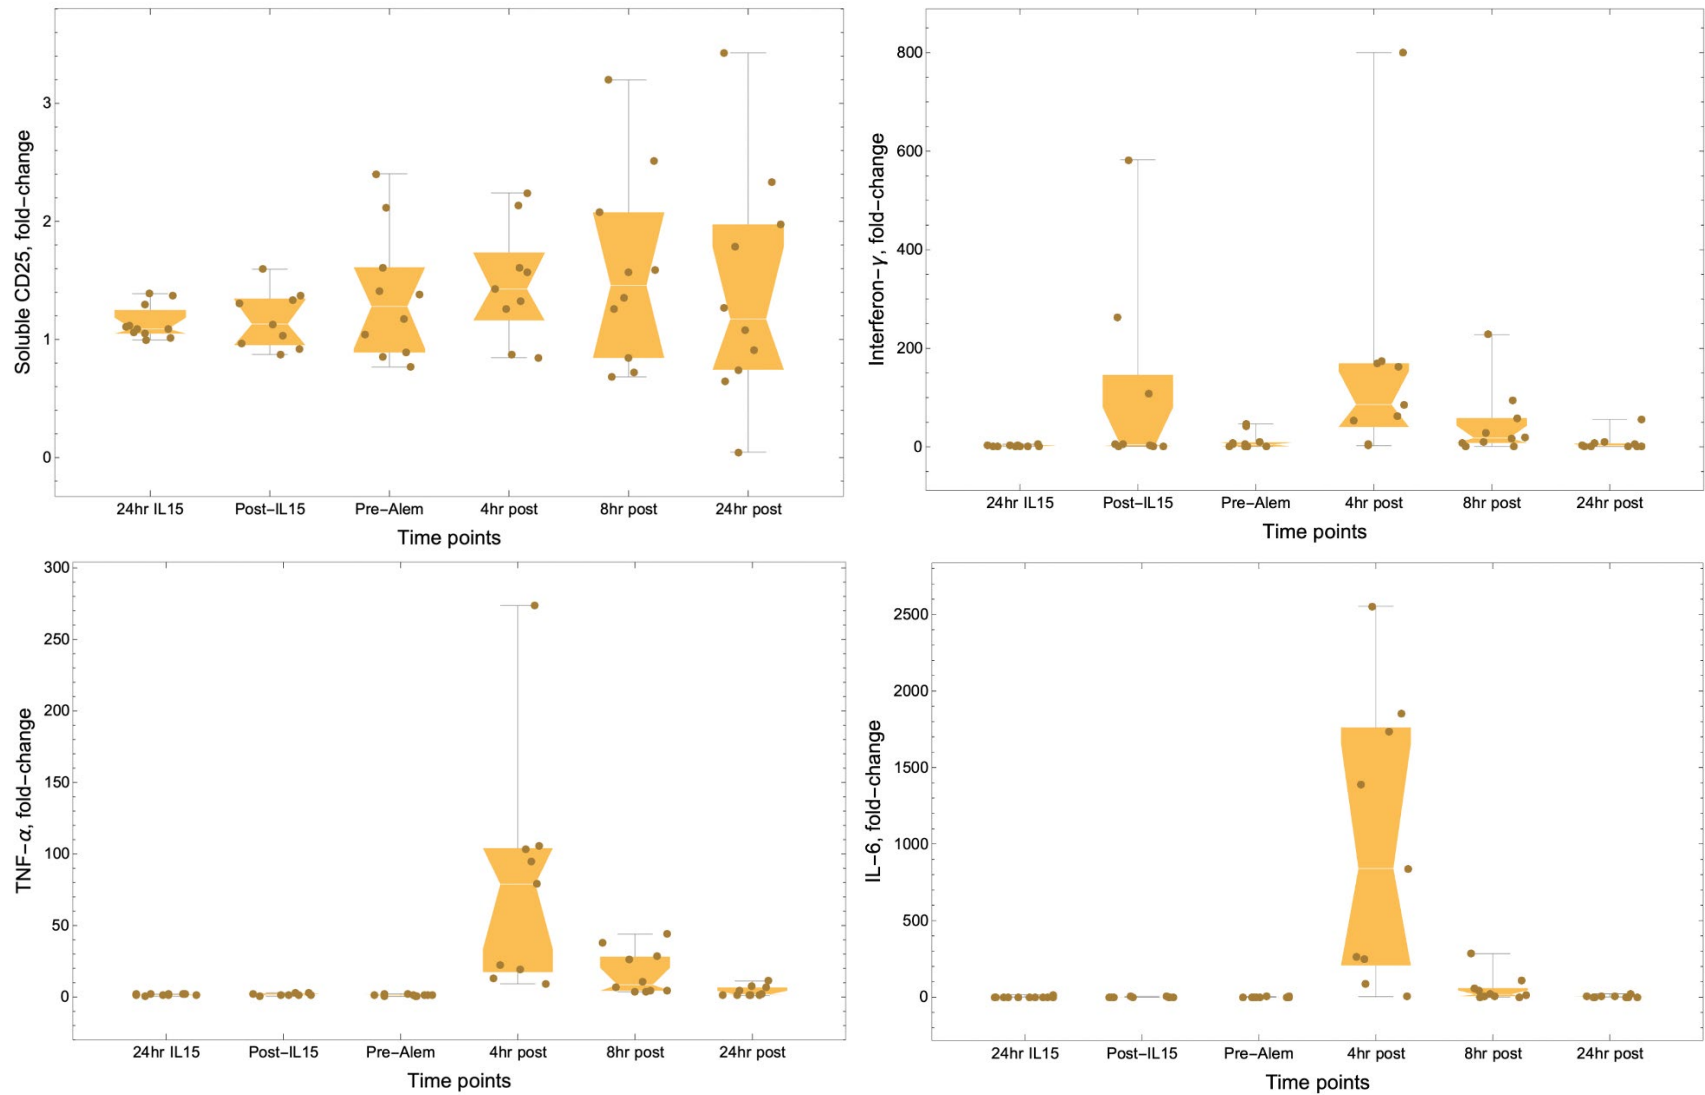 Soluble CD25, fold-change
3
2
1
0
24hr IL15 Post-IL15 Pre-Alem 4hr post 8hr post 24hr post
Time points
Interferon-γ, fold-change
800
600
400
200
0
24hr IL15 Post-IL15 Pre-Alem 4hr post 8hr post 24hr post
Time points
TNF-α, fold-change
300
250
200
150
100
50
0
24hr IL15 Post-IL15 Pre-Alem 4hr post 8hr post 24hr post
Time points
IL-6, fold-change
2500
2000
1500
1000
500
0
24hr IL15 Post-IL15 Pre-Alem 4hr post 8hr post 24hr post
Time points